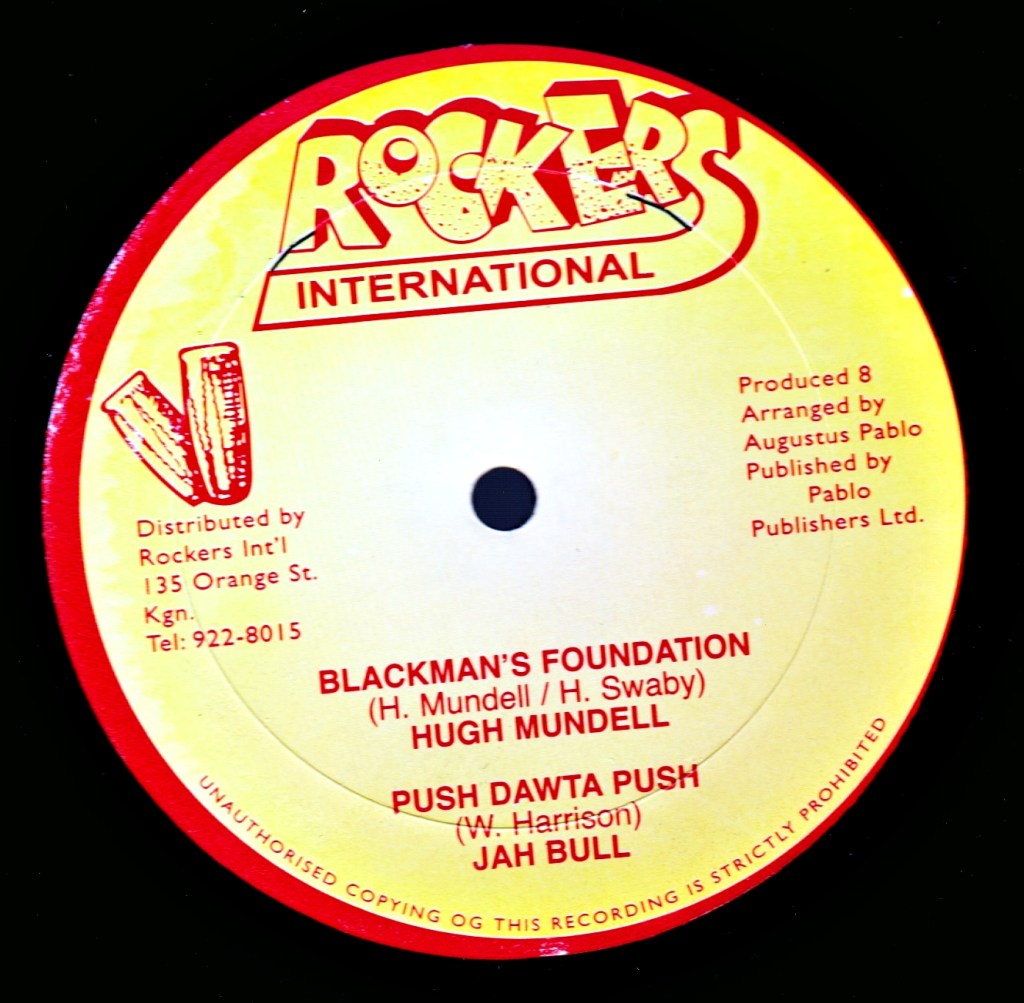 ROCKERS
INTERNATIONAL
Produced 8
Arranged by
Augustus Pablo
Published by
Pablo
Publishers Ltd.
Distributed by
Rockers Int'l
135 Orange St.
Kgn.
Tel: 922-8015
BLACKMAN'S FOUNDATION
(H. Mundell / H. Swaby)
HUGH MUNDELL
PUSH DAWTA PUSH
(W. Harrison)
JAH BULL
UNAUTHORISED COPYING OG THIS RECORDING IS STRICTLY PROHIBITED